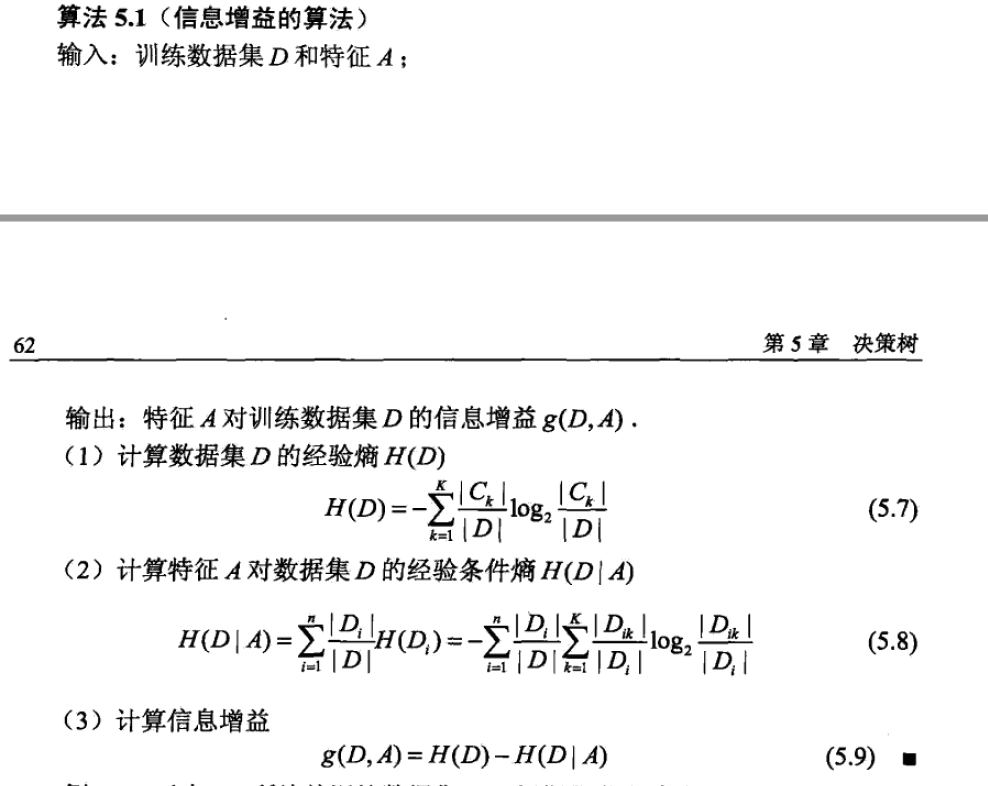 算法 5.1（信息增益的算法）
输入：训练数据集 D 和特征 A；
62 第 5 章 决策树
输出：特征 A 对训练数据集 D 的信息增益 g(D, A)．
（1）计算数据集 D 的经验熵 H(D)
H(D) = -\sum_{k=1}^{K} \frac{|C_k|}{|D|} \log_2 \frac{|C_k|}{|D|} (5.7)
（2）计算特征 A 对数据集 D 的经验条件熵 H(D | A)
H(D | A) = \sum_{i=1}^{n} \frac{|D_i|}{|D|} H(D_i) = -\sum_{i=1}^{n} \frac{|D_i|}{|D|} \sum_{k=1}^{K} \frac{|D_{ik}|}{|D_i|} \log_2 \frac{|D_{ik}|}{|D_i|} (5.8)
（3）计算信息增益
g(D, A) = H(D) - H(D | A) (5.9) ■